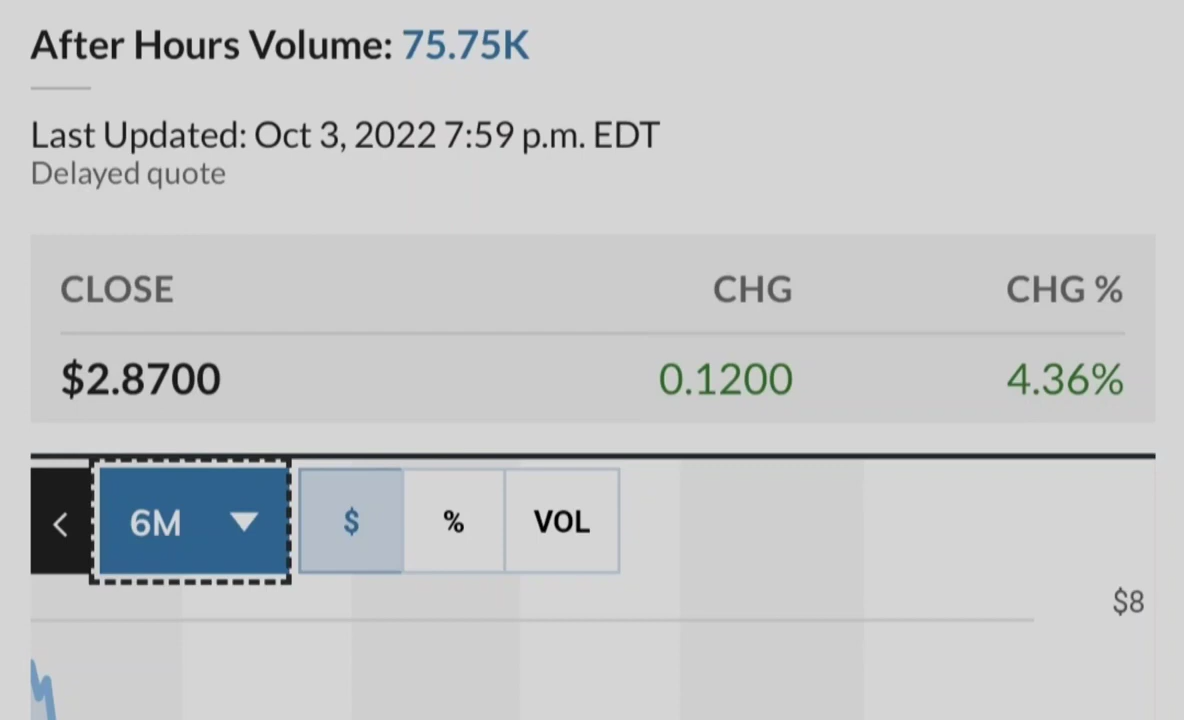 After Hours Volume: 75.75K
Last Updated: Oct 3, 2022 7:59 p.m. EDT
Delayed quote
CLOSE CHG CHG %
$2.8700 0.1200 4.36%
6M $ % VOL
$8